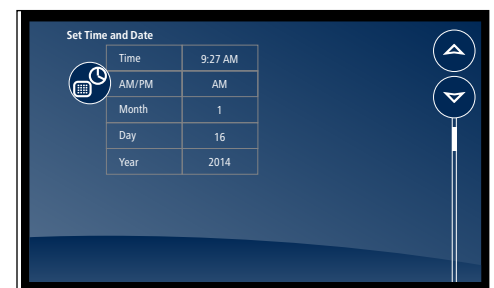 Set Time and Date
Time 9:27 AM
AM/PM AM
Month 1
Day 16
Year 2014